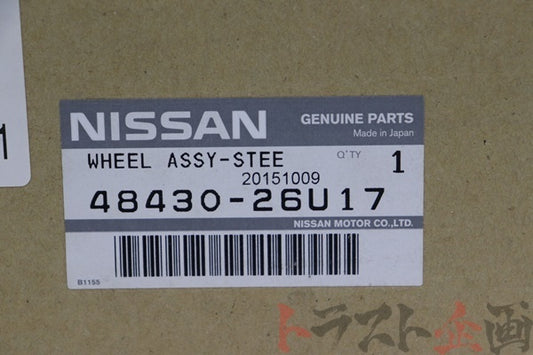 NISSAN
GENUINE PARTS
Made in Japan
WHEEL ASSY-STEE
Q'TY 1
20151009
48430-26U17
NISSAN MOTOR CO.,LTD.
B1155
1
トラスト企画